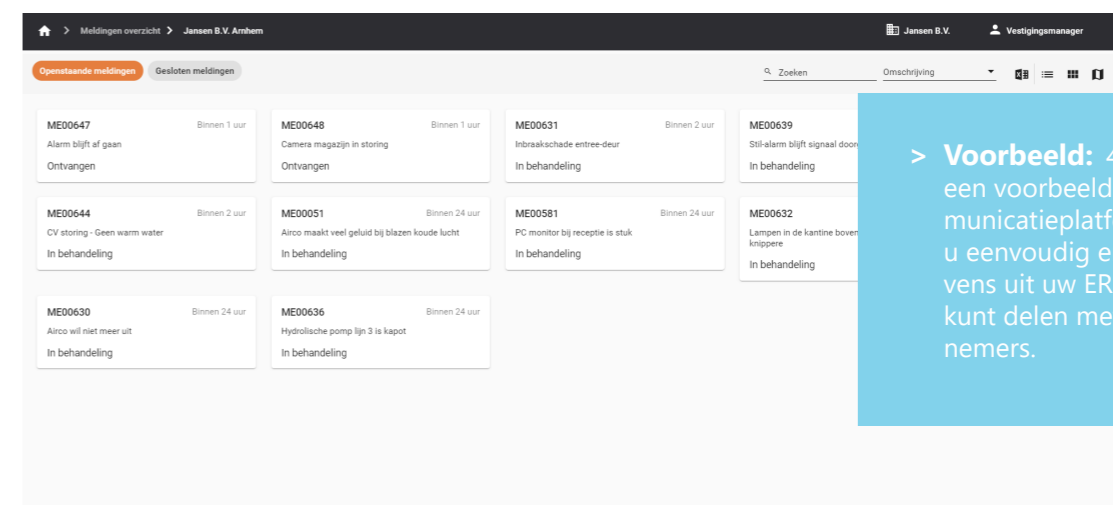 Meldingen overzicht > Jansen B.V. Arnhem
Jansen B.V.
Vestigingsmanager
Openstaande meldingen
Gesloten meldingen
Zoeken
Omschrijving
ME00647 Binnen 1 uur
Alarm blijft af gaan
Ontvangen
ME00648 Binnen 1 uur
Camera magazijn in storing
Ontvangen
ME00631 Binnen 2 uur
Inbraakschade entree-deur
In behandeling
ME00639
Stil-alarm blijft signaal
In behandeling
ME00644 Binnen 2 uur
CV storing - Geen warm water
In behandeling
ME00051 Binnen 24 uur
Airco maakt veel geluid bij blazen koude lucht
In behandeling
ME00581 Binnen 24 uur
PC monitor bij receptie is stuk
In behandeling
ME00632
Lampen in de kantine boven
knippere
In behandeling
ME00630 Binnen 24 uur
Airco wil niet meer uit
In behandeling
ME00636 Binnen 24 uur
Hydrolische pomp lijn 3 is kapot
In behandeling
> Voorbeeld: 4
een voorbeeld
municatieplatf
u eenvoudig e
vens uit uw ER
kunt delen me
nemers.